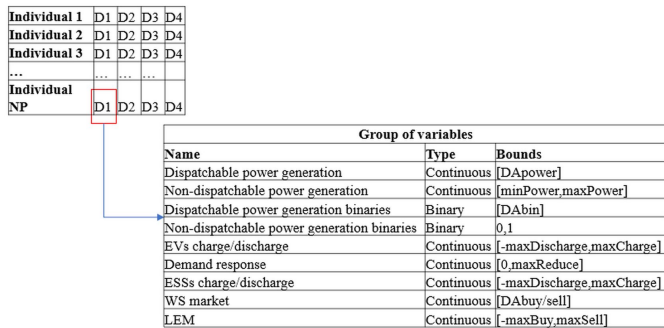 Individual 1 D1 D2 D3 D4
Individual 2 D1 D2 D3 D4
Individual 3 D1 D2 D3 D4
... ... ... ...
Individual
NP D1 D2 D3 D4
Group of variables
Name Type Bounds
Dispatchable power generation Continuous [DApower]
Non-dispatchable power generation Continuous [minPower,maxPower]
Dispatchable power generation binaries Binary [DAbin]
Non-dispatchable power generation binaries Binary 0,1
EVs charge/discharge Continuous [-maxDischarge,maxCharge]
Demand response Continuous [0,maxReduce]
ESSs charge/discharge Continuous [-maxDischarge,maxCharge]
WS market Continuous [DAbuy/sell]
LEM Continuous [-maxBuy,maxSell]